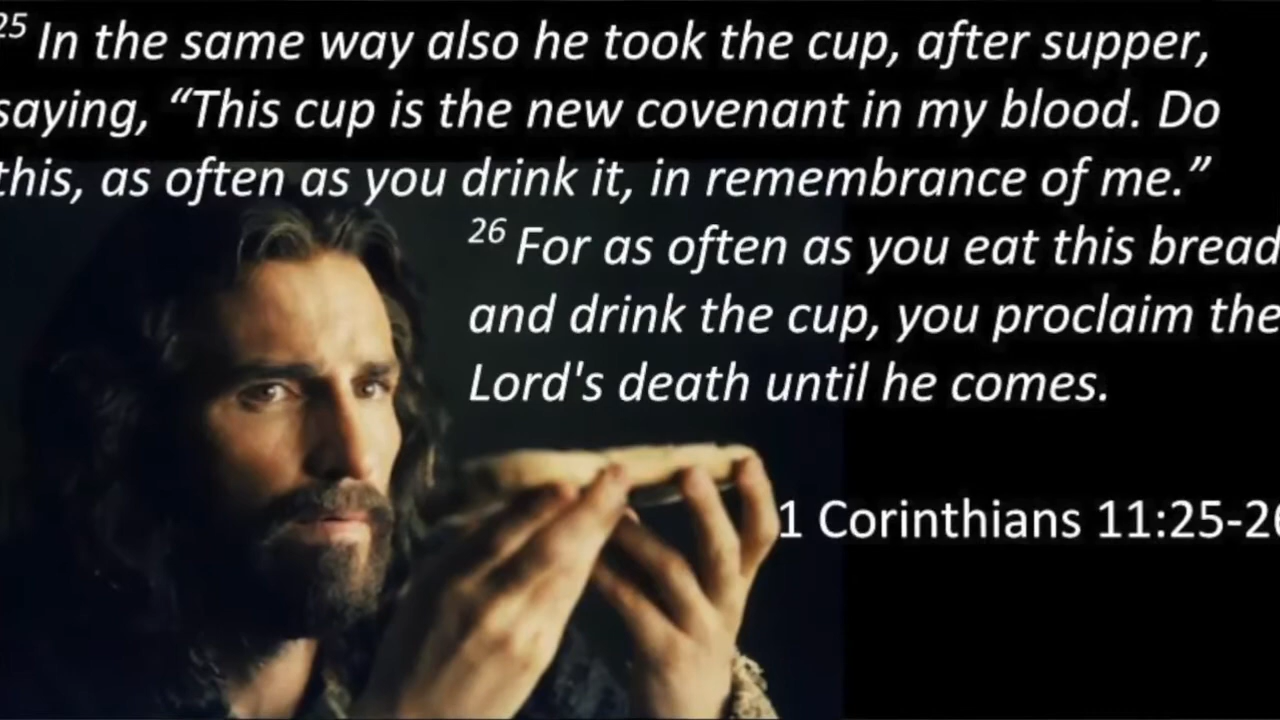 25 In the same way also he took the cup, after supper,
saying, “This cup is the new covenant in my blood. Do
this, as often as you drink it, in remembrance of me.”
26 For as often as you eat this bread
and drink the cup, you proclaim the
Lord's death until he comes.
1 Corinthians 11:25-26